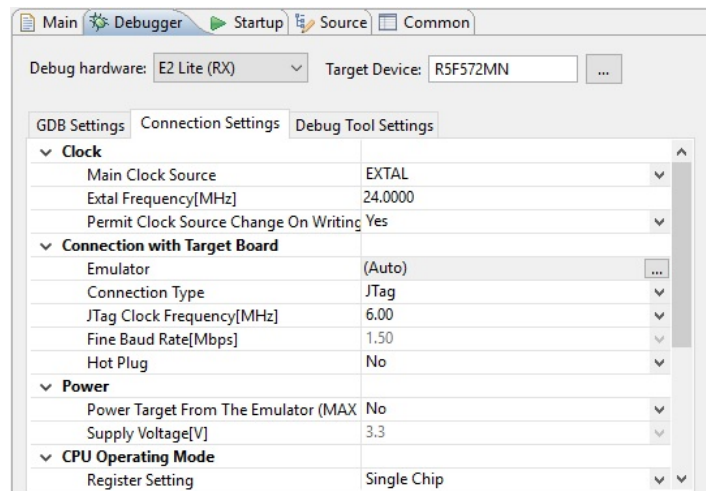 Main Debugger Startup Source Common
Debug hardware: E2 Lite (RX) Target Device: R5F572MN ...
GDB Settings Connection Settings Debug Tool Settings
Clock
Main Clock Source EXTAL
Extal Frequency[MHz] 24.0000
Permit Clock Source Change On Writing Yes
Connection with Target Board
Emulator (Auto) ...
Connection Type JTag
JTag Clock Frequency[MHz] 6.00
Fine Baud Rate[Mbps] 1.50
Hot Plug No
Power
Power Target From The Emulator (MAX No
Supply Voltage[V] 3.3
CPU Operating Mode
Register Setting Single Chip